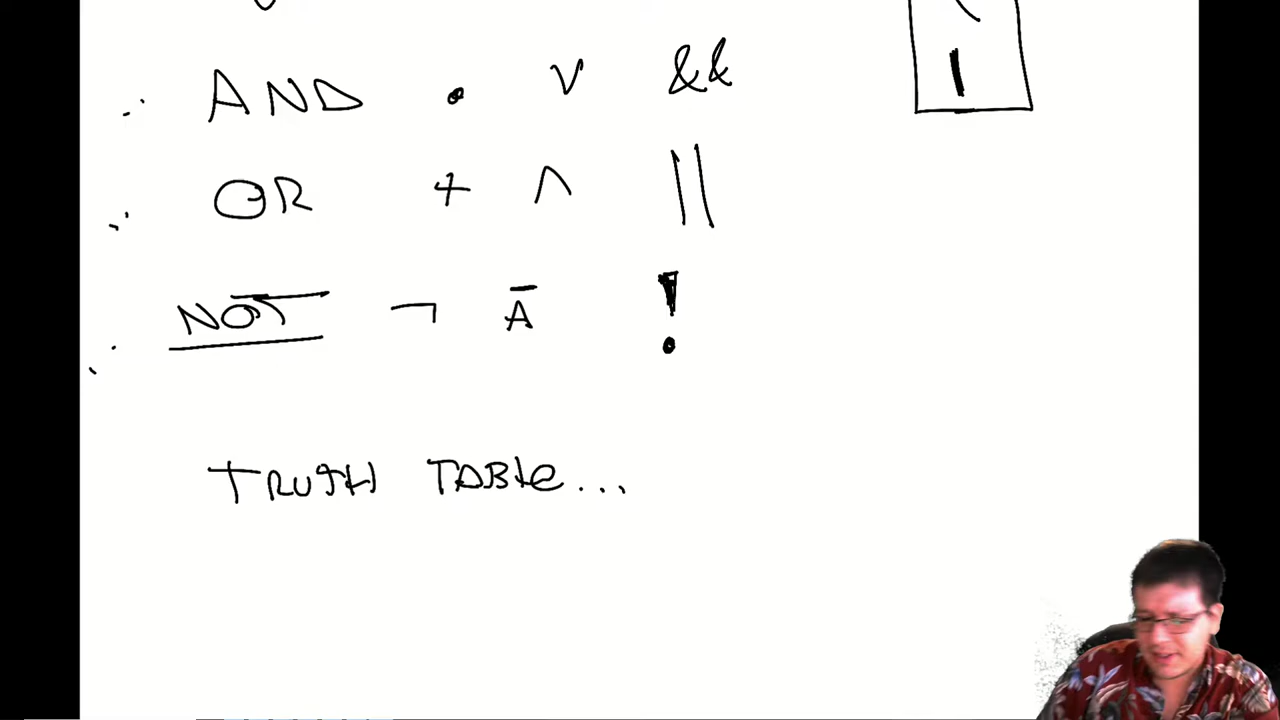 AND • ∨ &&
OR + ∧ ||
NOT ¬ Ā !
TRUTH TABLE...